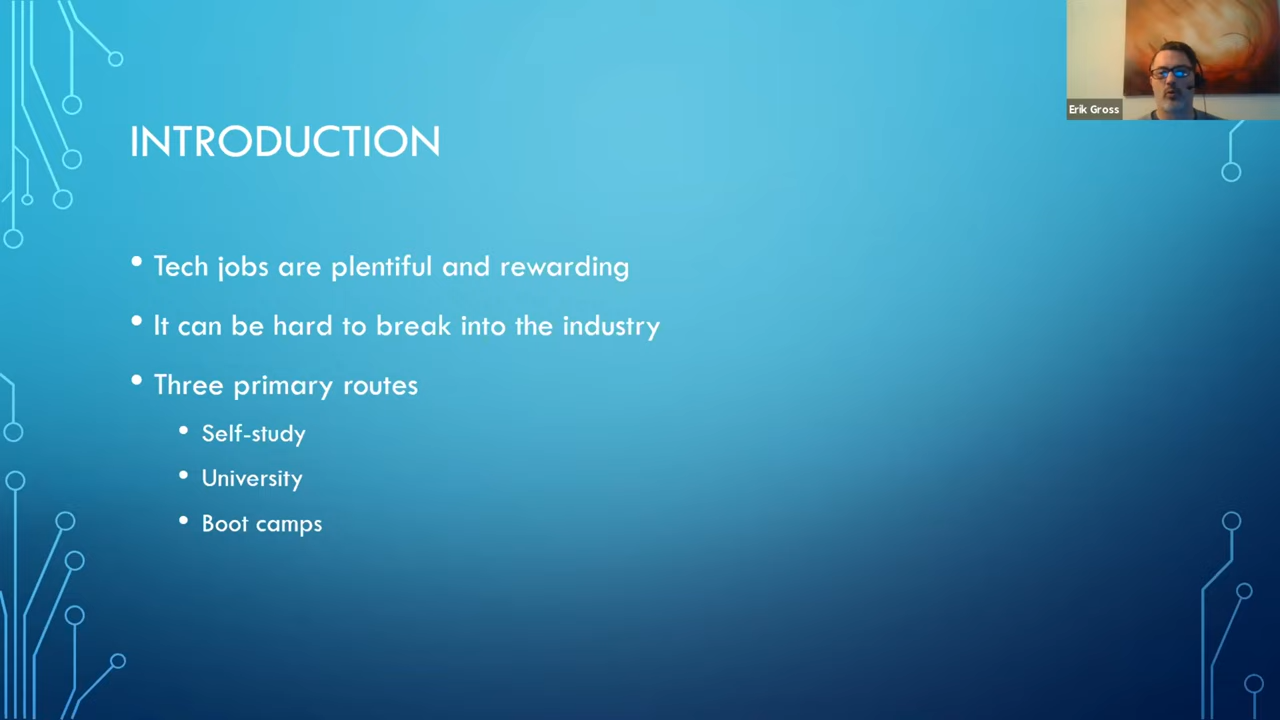 Erik Gross
INTRODUCTION
• Tech jobs are plentiful and rewarding
• It can be hard to break into the industry
• Three primary routes
• Self-study
• University
• Boot camps